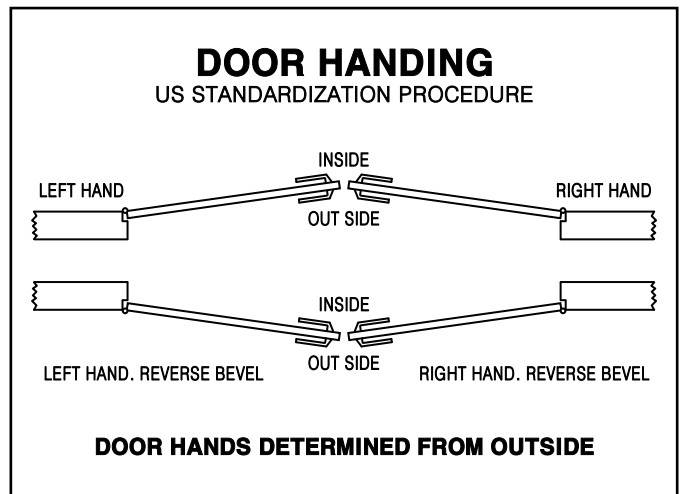 DOOR HANDING
US STANDARDIZATION PROCEDURE
INSIDE
LEFT HAND
RIGHT HAND
OUT SIDE
INSIDE
OUT SIDE
LEFT HAND. REVERSE BEVEL
RIGHT HAND. REVERSE BEVEL
DOOR HANDS DETERMINED FROM OUTSIDE